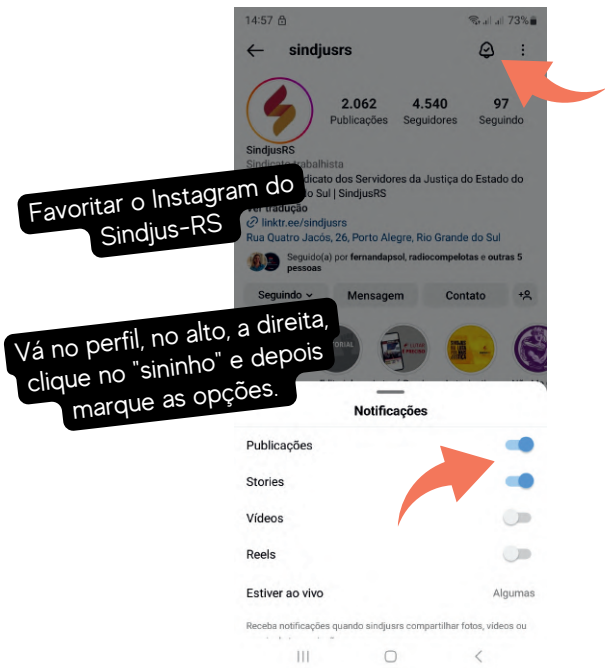 14:57
73%
sindjusrs
2.062 4.540 97
Publicações Seguidores Seguindo
SindjusRS
Sindicato trabalhista
dos Servidores da Justiça do Estado do
Sul | SindjusRS
Ver tradução
linktr.ee/sindjusrs
Rua Quatro Jacós, 26, Porto Alegre, Rio Grande do Sul
Seguido(a) por fernandapsol, radiocompelotas e outras 5
pessoas
Favoritar o Instagram do
Sindjus-RS
Seguindo Mensagem Contato
Vá no perfil, no alto, a direita,
clique no "sininho" e depois
marque as opções.
Notificações
Publicações
Stories
Vídeos
Reels
Estiver ao vivo Algumas
Receba notificações quando sindjusrs compartilhar fotos, vídeos ou